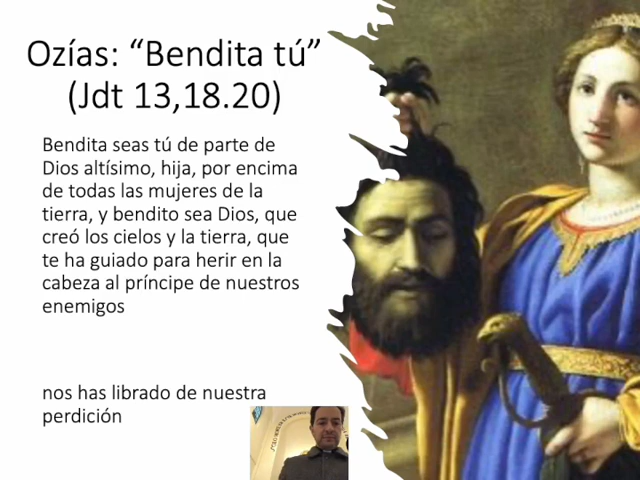 Ozías: “Bendita tú”
(Jdt 13,18.20)
Bendita seas tú de parte de
Dios altísimo, hija, por encima
de todas las mujeres de la
tierra, y bendito sea Dios, que
creó los cielos y la tierra, que
te ha guiado para herir en la
cabeza al príncipe de nuestros
enemigos
nos has librado de nuestra
perdición